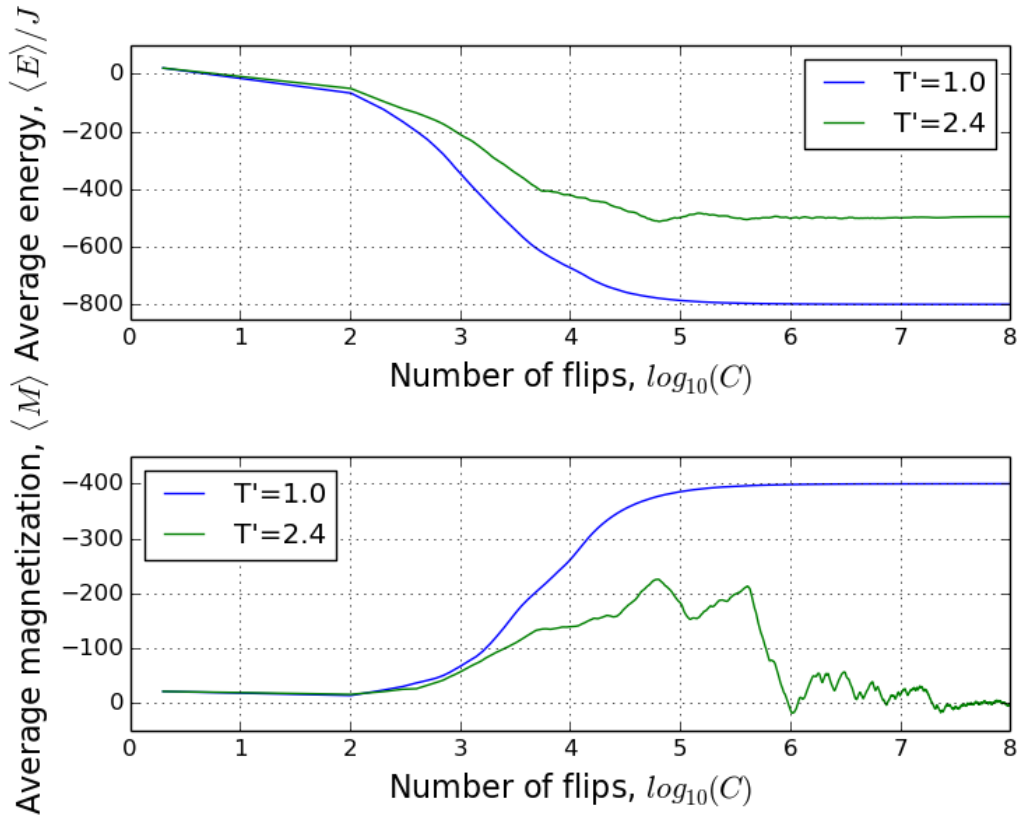 Average energy, ⟨E⟩/J
0
−200
−400
−600
−800
T'=1.0
T'=2.4
0 1 2 3 4 5 6 7 8
Number of flips, log₁₀(C)
Average magnetization, ⟨M⟩
−400
−300
−200
−100
0
T'=1.0
T'=2.4
0 1 2 3 4 5 6 7 8
Number of flips, log₁₀(C)